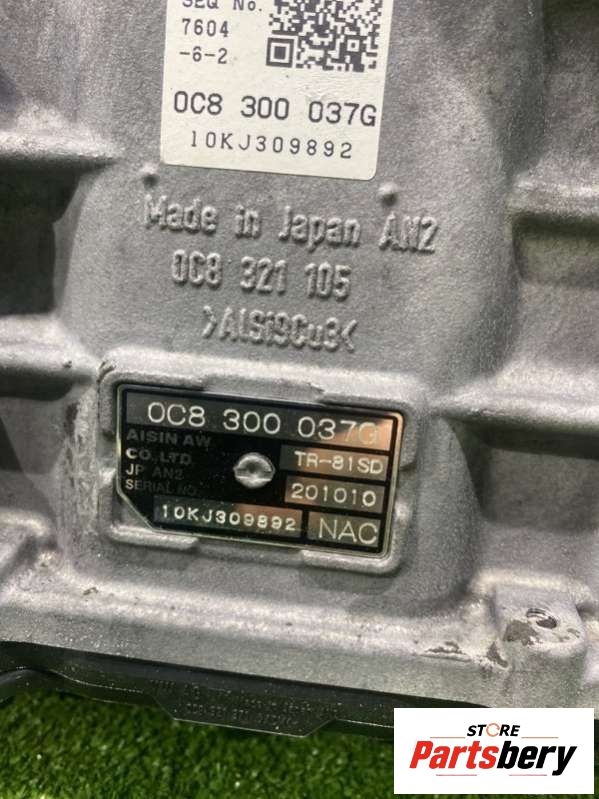 SEQ No.
7604
-6-2
0C8 300 037G
10KJ309892
Made in Japan AN2
0C8 321 105
>AlSi9Cu3<
0C8 300 037G
AISIN AW
CO.,LTD
JP AN2
SERIAL NO.
TR-81SD
201010
10KJ309892
NAC
STORE
Partsbery